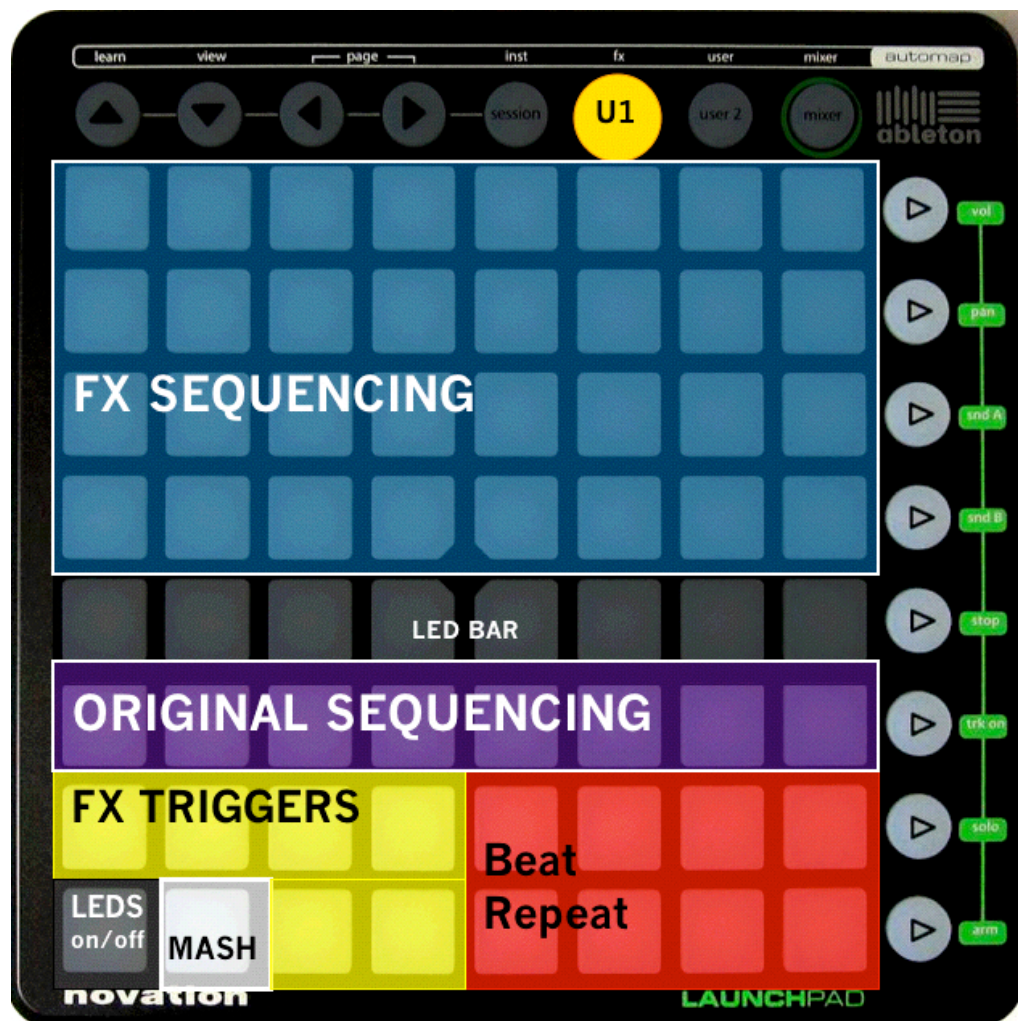 learn view page inst fx user mixer automap
session U1 user 2 mixer
ableton
vol
pan
FX SEQUENCING
snd A
snd B
LED BAR
stop
ORIGINAL SEQUENCING
trk on
FX TRIGGERS
solo
Beat
Repeat
LEDS
on/off
MASH
arm
novation
LAUNCHPAD